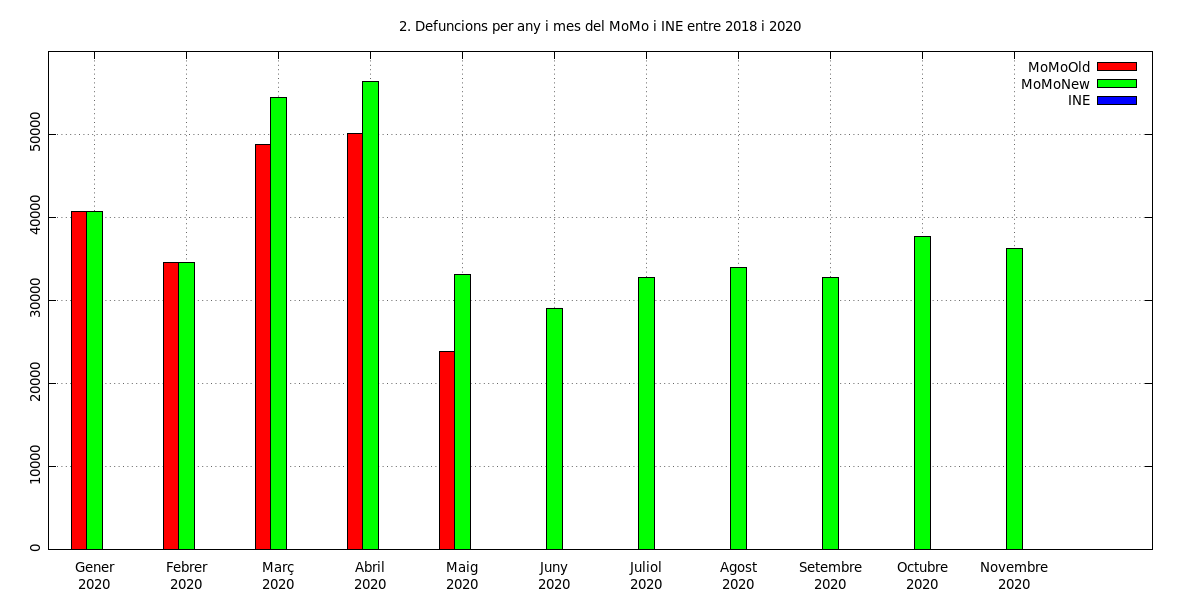 2. Defuncions per any i mes del MoMo i INE entre 2018 i 2020
MoMoOld
MoMoNew
INE
50000
40000
30000
20000
10000
0
Gener Febrer Març Abril Maig Juny Juliol Agost Setembre Octubre Novembre
2020 2020 2020 2020 2020 2020 2020 2020 2020 2020 2020